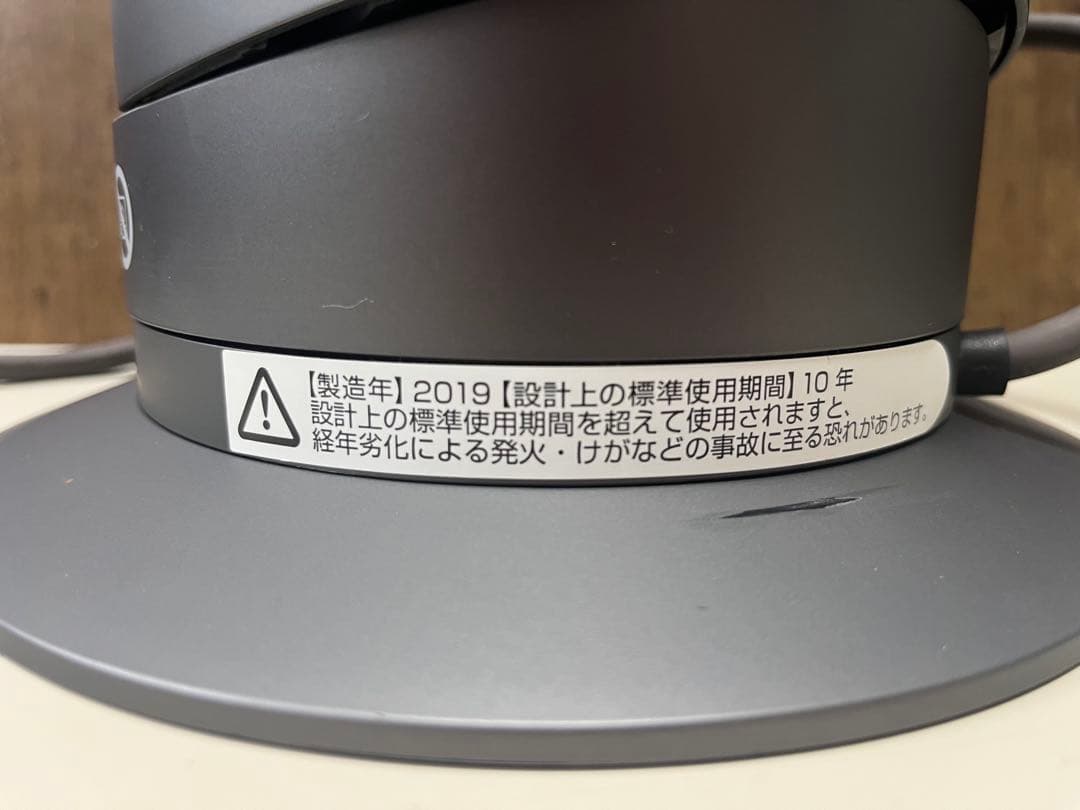 【製造年】2019【設計上の標準使用期間】10年
設計上の標準使用期間を超えて使用されますと、
経年劣化による発火・けがなどの事故に至る恐れがあります。